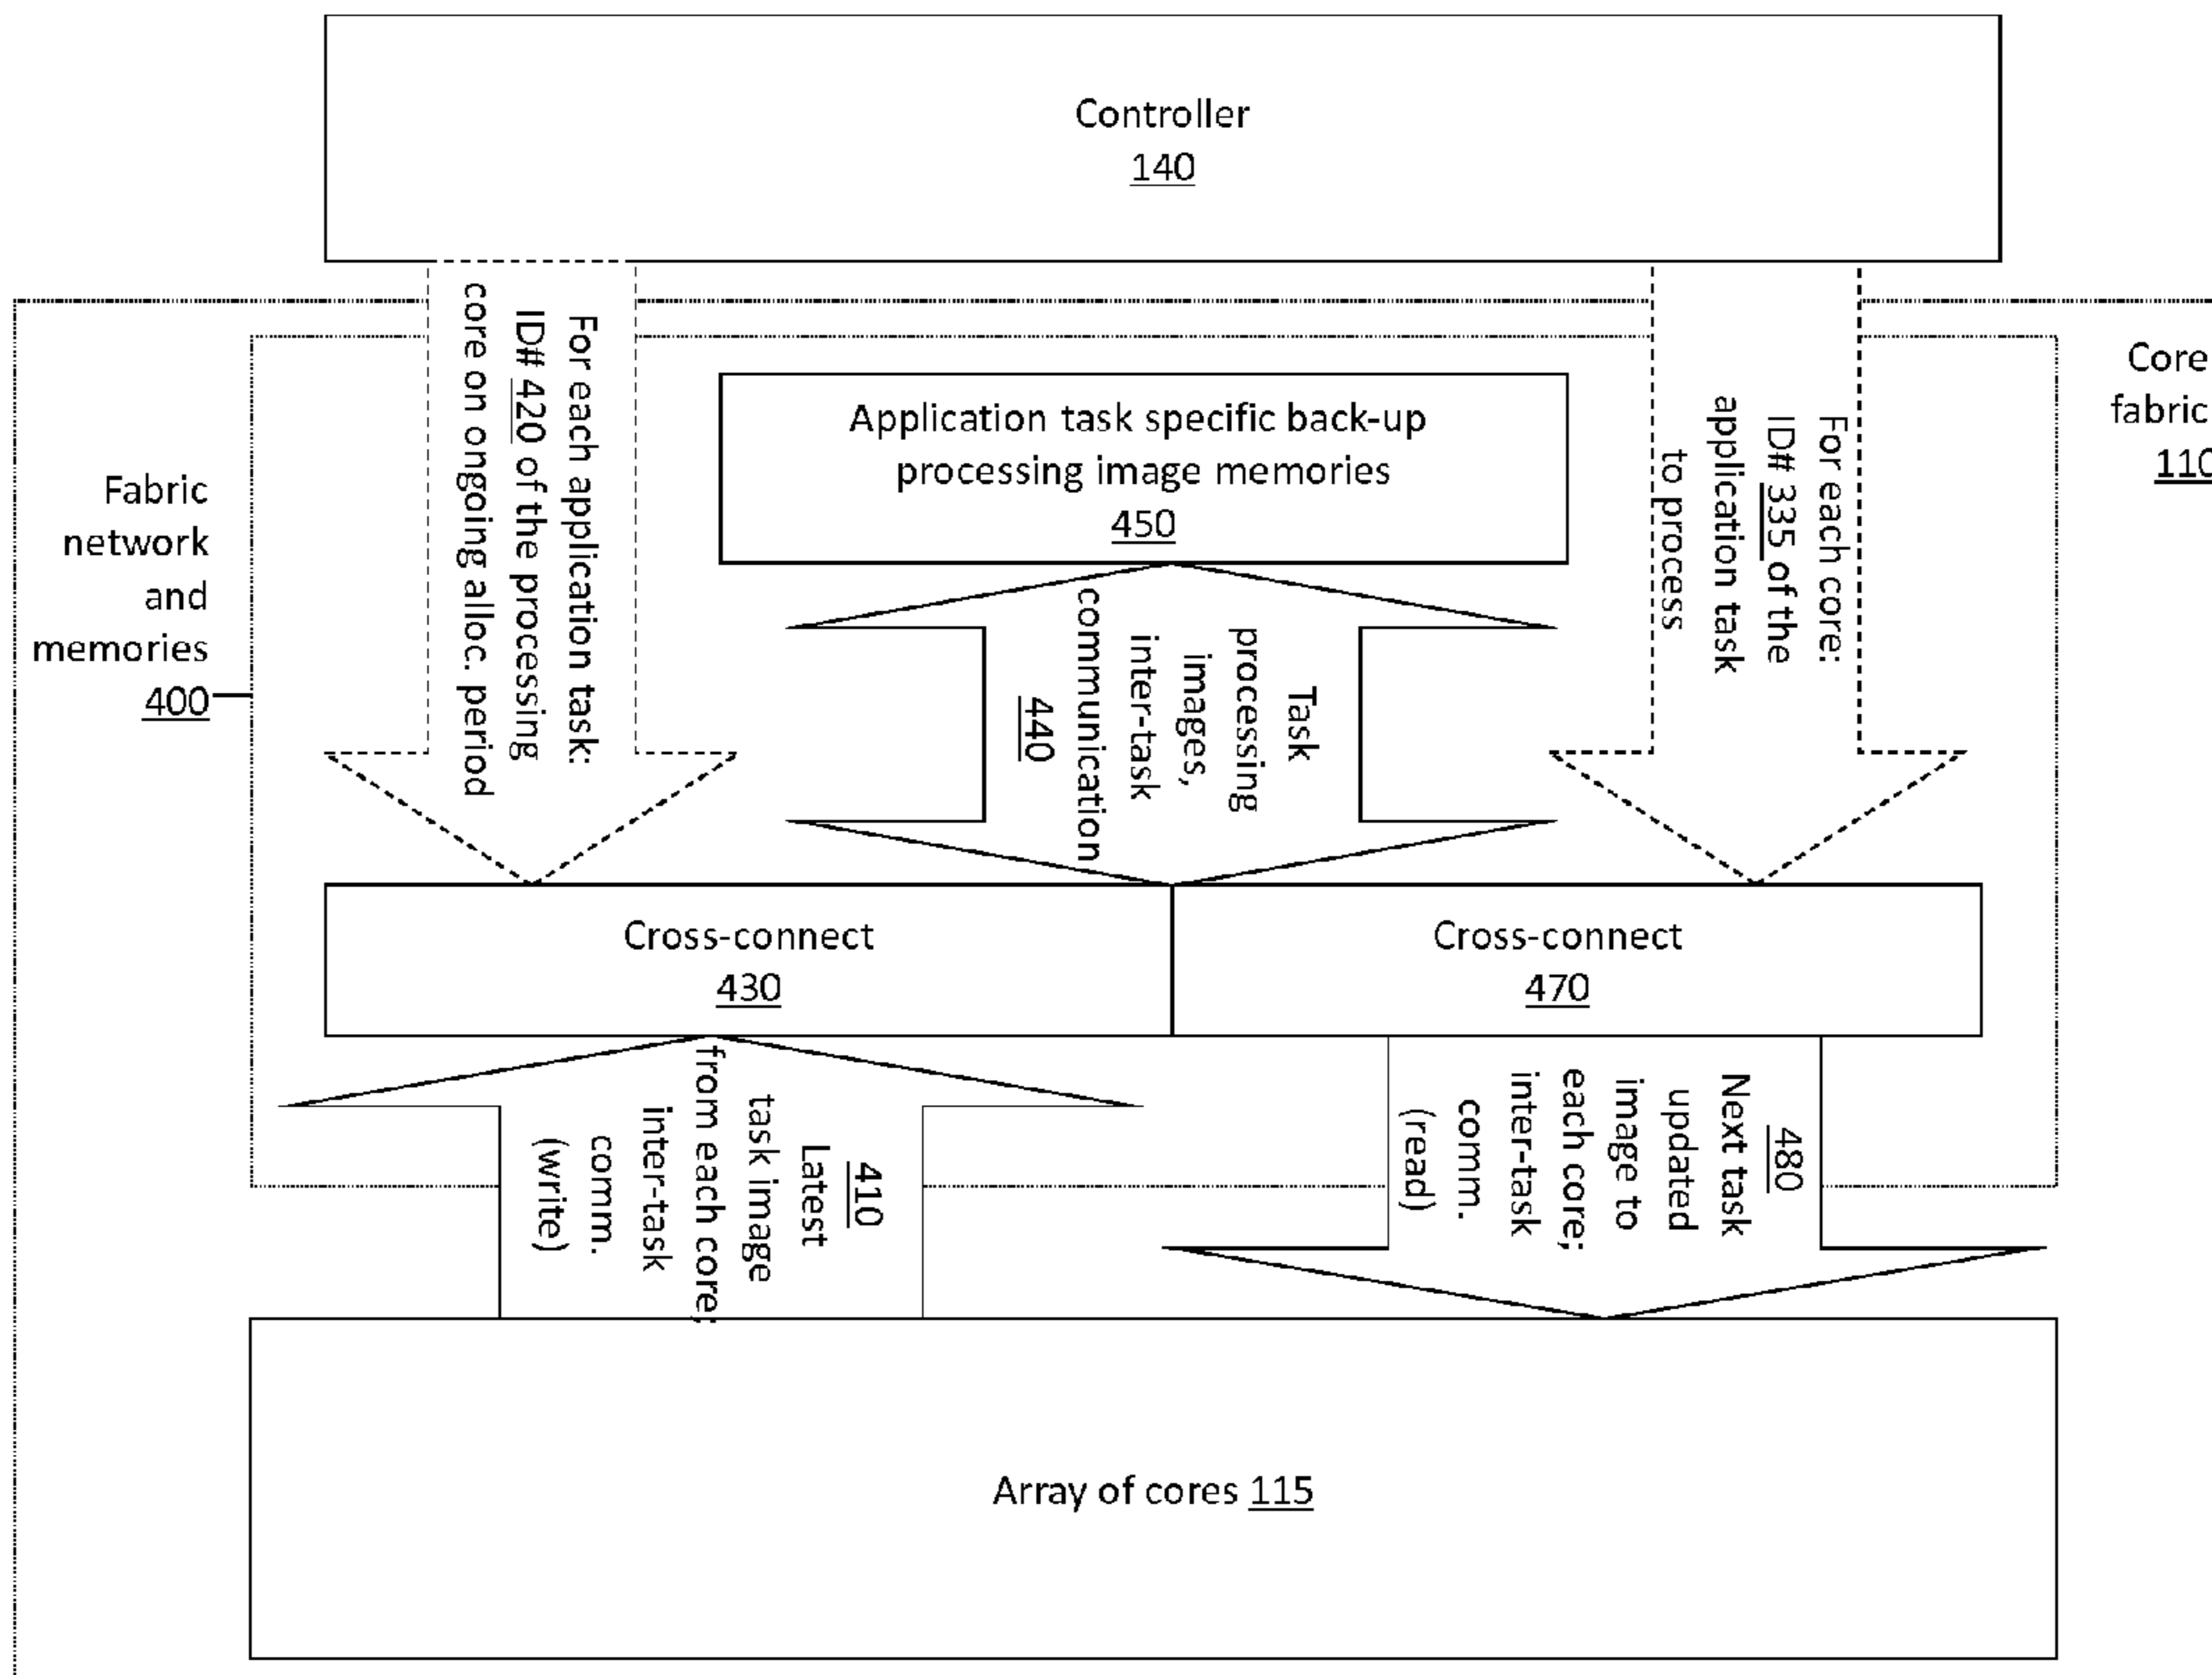 Controller
140
For each application task:
ID# 420 of the processing
core on ongoing alloc. period
For each core:
ID# 335 of the
application task
to process
Core
fabric
110
Application task specific back-up
processing image memories
450
Fabric
network
and
memories
400
Task
processing
images,
inter-task
communication
440
Cross-connect
430
Cross-connect
470
410
Latest
task image
from each core;
inter-task
comm.
(write)
480
Next task
updated
image to
each core;
inter-task
comm.
(read)
Array of cores 115